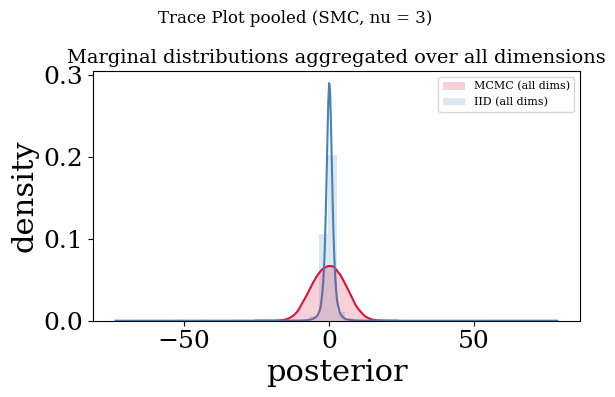 Trace Plot pooled (SMC, nu = 3)
Marginal distributions aggregated over all dimensions
MCMC (all dims)
IID (all dims)
density
0.3
0.2
0.1
0.0
−50
0
50
posterior